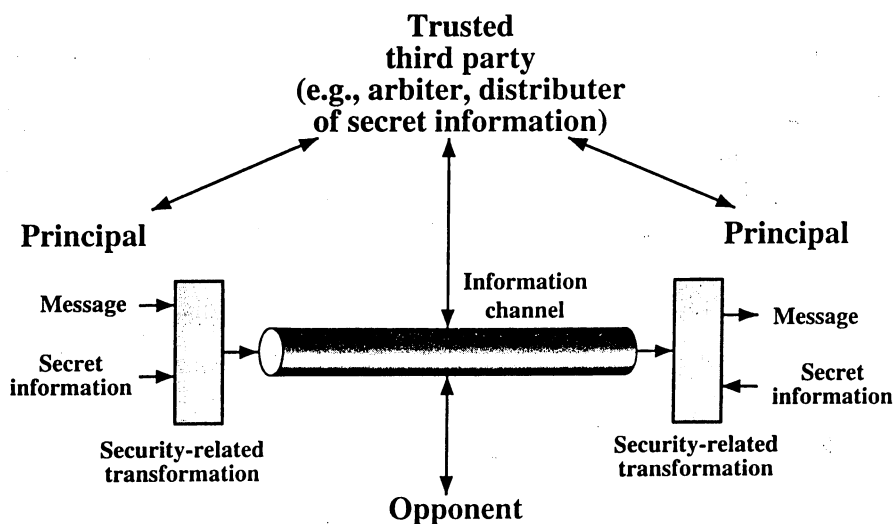 Trusted
third party
(e.g., arbiter, distributer
of secret information)
Principal
Principal
Information
channel
Message
Message
Secret
information
Secret
information
Security-related
transformation
Security-related
transformation
Opponent